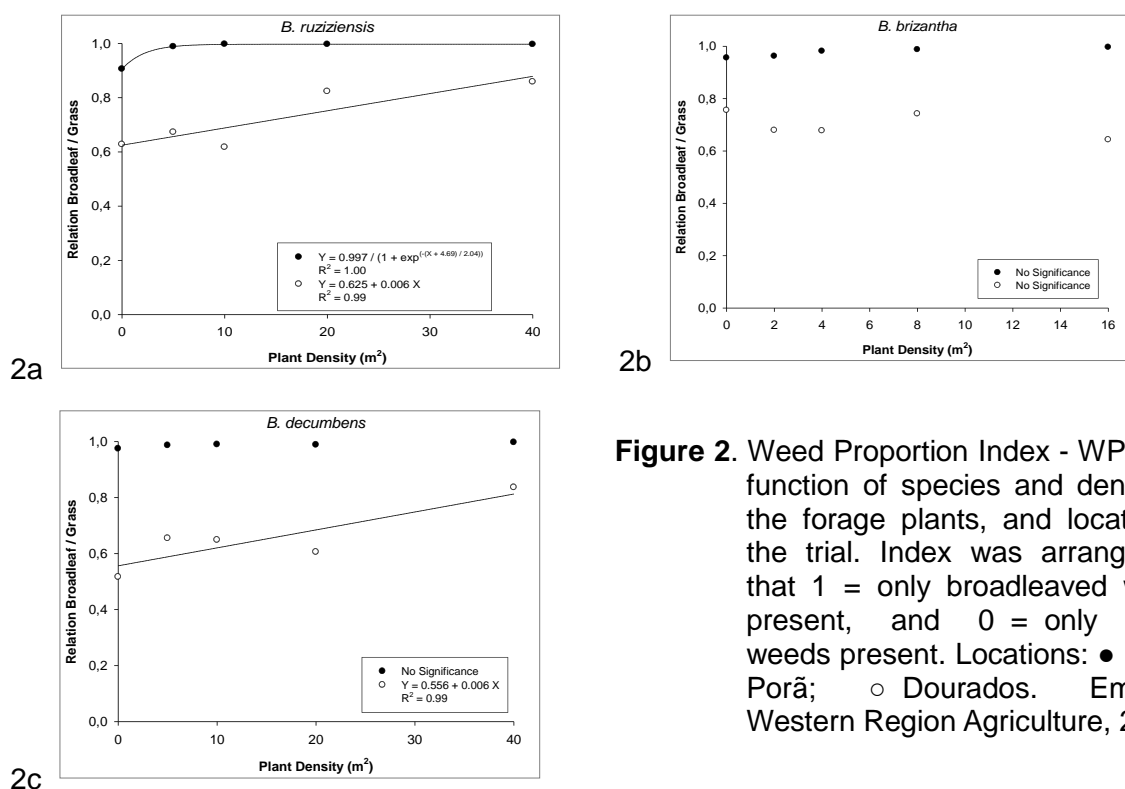 B. ruziziensis
1,0
0,8
0,6
0,4
0,2
0,0
Relation Broadleaf / Grass
● Y = 0.997 / (1 + exp(-(X + 4.69) / 2.04))
R2 = 1.00
○ Y = 0.625 + 0.006 X
R2 = 0.99
0 10 20 30 40
Plant Density (m2)
2a
B. brizantha
1,0
0,8
0,6
0,4
0,2
0,0
Relation Broadleaf / Grass
● No Significance
○ No Significance
0 2 4 6 8 10 12 14 16
Plant Density (m2)
2b
B. decumbens
1,0
0,8
0,6
0,4
0,2
0,0
Relation Broadleaf / Grass
● No Significance
○ Y = 0.556 + 0.006 X
R2 = 0.99
0 10 20 30 40
Plant Density (m2)
2c
Figure 2. Weed Proportion Index - WP
function of species and den
the forage plants, and locat
the trial. Index was arrang
that 1 = only broadleaved
present, and 0 = only
weeds present. Locations: ●
Porã; ○ Dourados. Em
Western Region Agriculture,